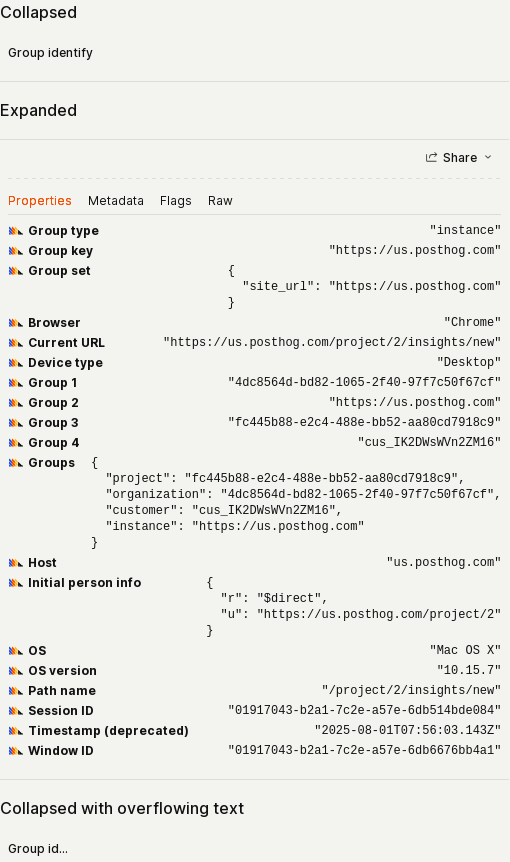 Collapsed
Group identify
Expanded
Share
Properties Metadata Flags Raw
Group type "instance"
Group key "https://us.posthog.com"
Group set {
"site_url": "https://us.posthog.com"
}
Browser "Chrome"
Current URL "https://us.posthog.com/project/2/insights/new"
Device type "Desktop"
Group 1 "4dc8564d-bd82-1065-2f40-97f7c50f67cf"
Group 2 "https://us.posthog.com"
Group 3 "fc445b88-e2c4-488e-bb52-aa80cd7918c9"
Group 4 "cus_IK2DWsWVn2ZM16"
Groups {
"project": "fc445b88-e2c4-488e-bb52-aa80cd7918c9",
"organization": "4dc8564d-bd82-1065-2f40-97f7c50f67cf",
"customer": "cus_IK2DWsWVn2ZM16",
"instance": "https://us.posthog.com"
}
Host "us.posthog.com"
Initial person info {
"r": "$direct",
"u": "https://us.posthog.com/project/2"
}
OS "Mac OS X"
OS version "10.15.7"
Path name "/project/2/insights/new"
Session ID "01917043-b2a1-7c2e-a57e-6db514bde084"
Timestamp (deprecated) "2025-08-01T07:56:03.143Z"
Window ID "01917043-b2a1-7c2e-a57e-6db6676bb4a1"
Collapsed with overflowing text
Group id...